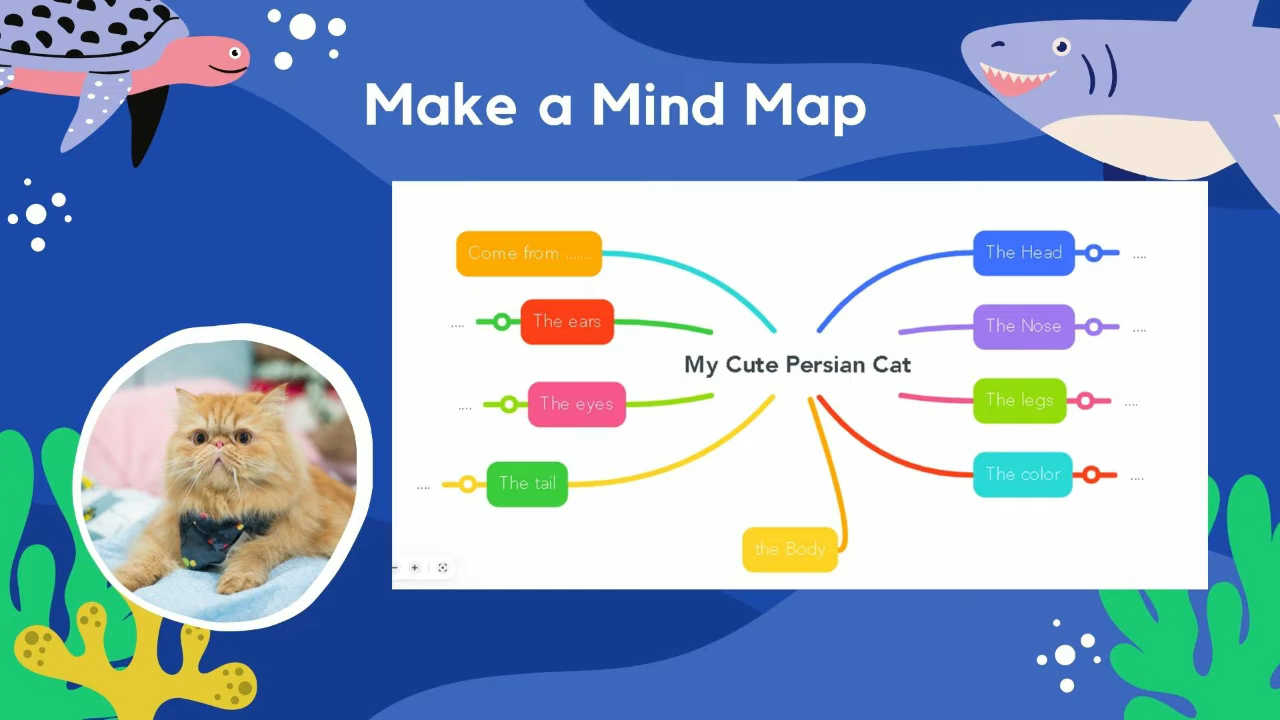 Make a Mind Map
Come from .......
The Head
....
The ears
....
The Nose
....
My Cute Persian Cat
The eyes
....
The legs
....
The tail
....
The color
....
the Body